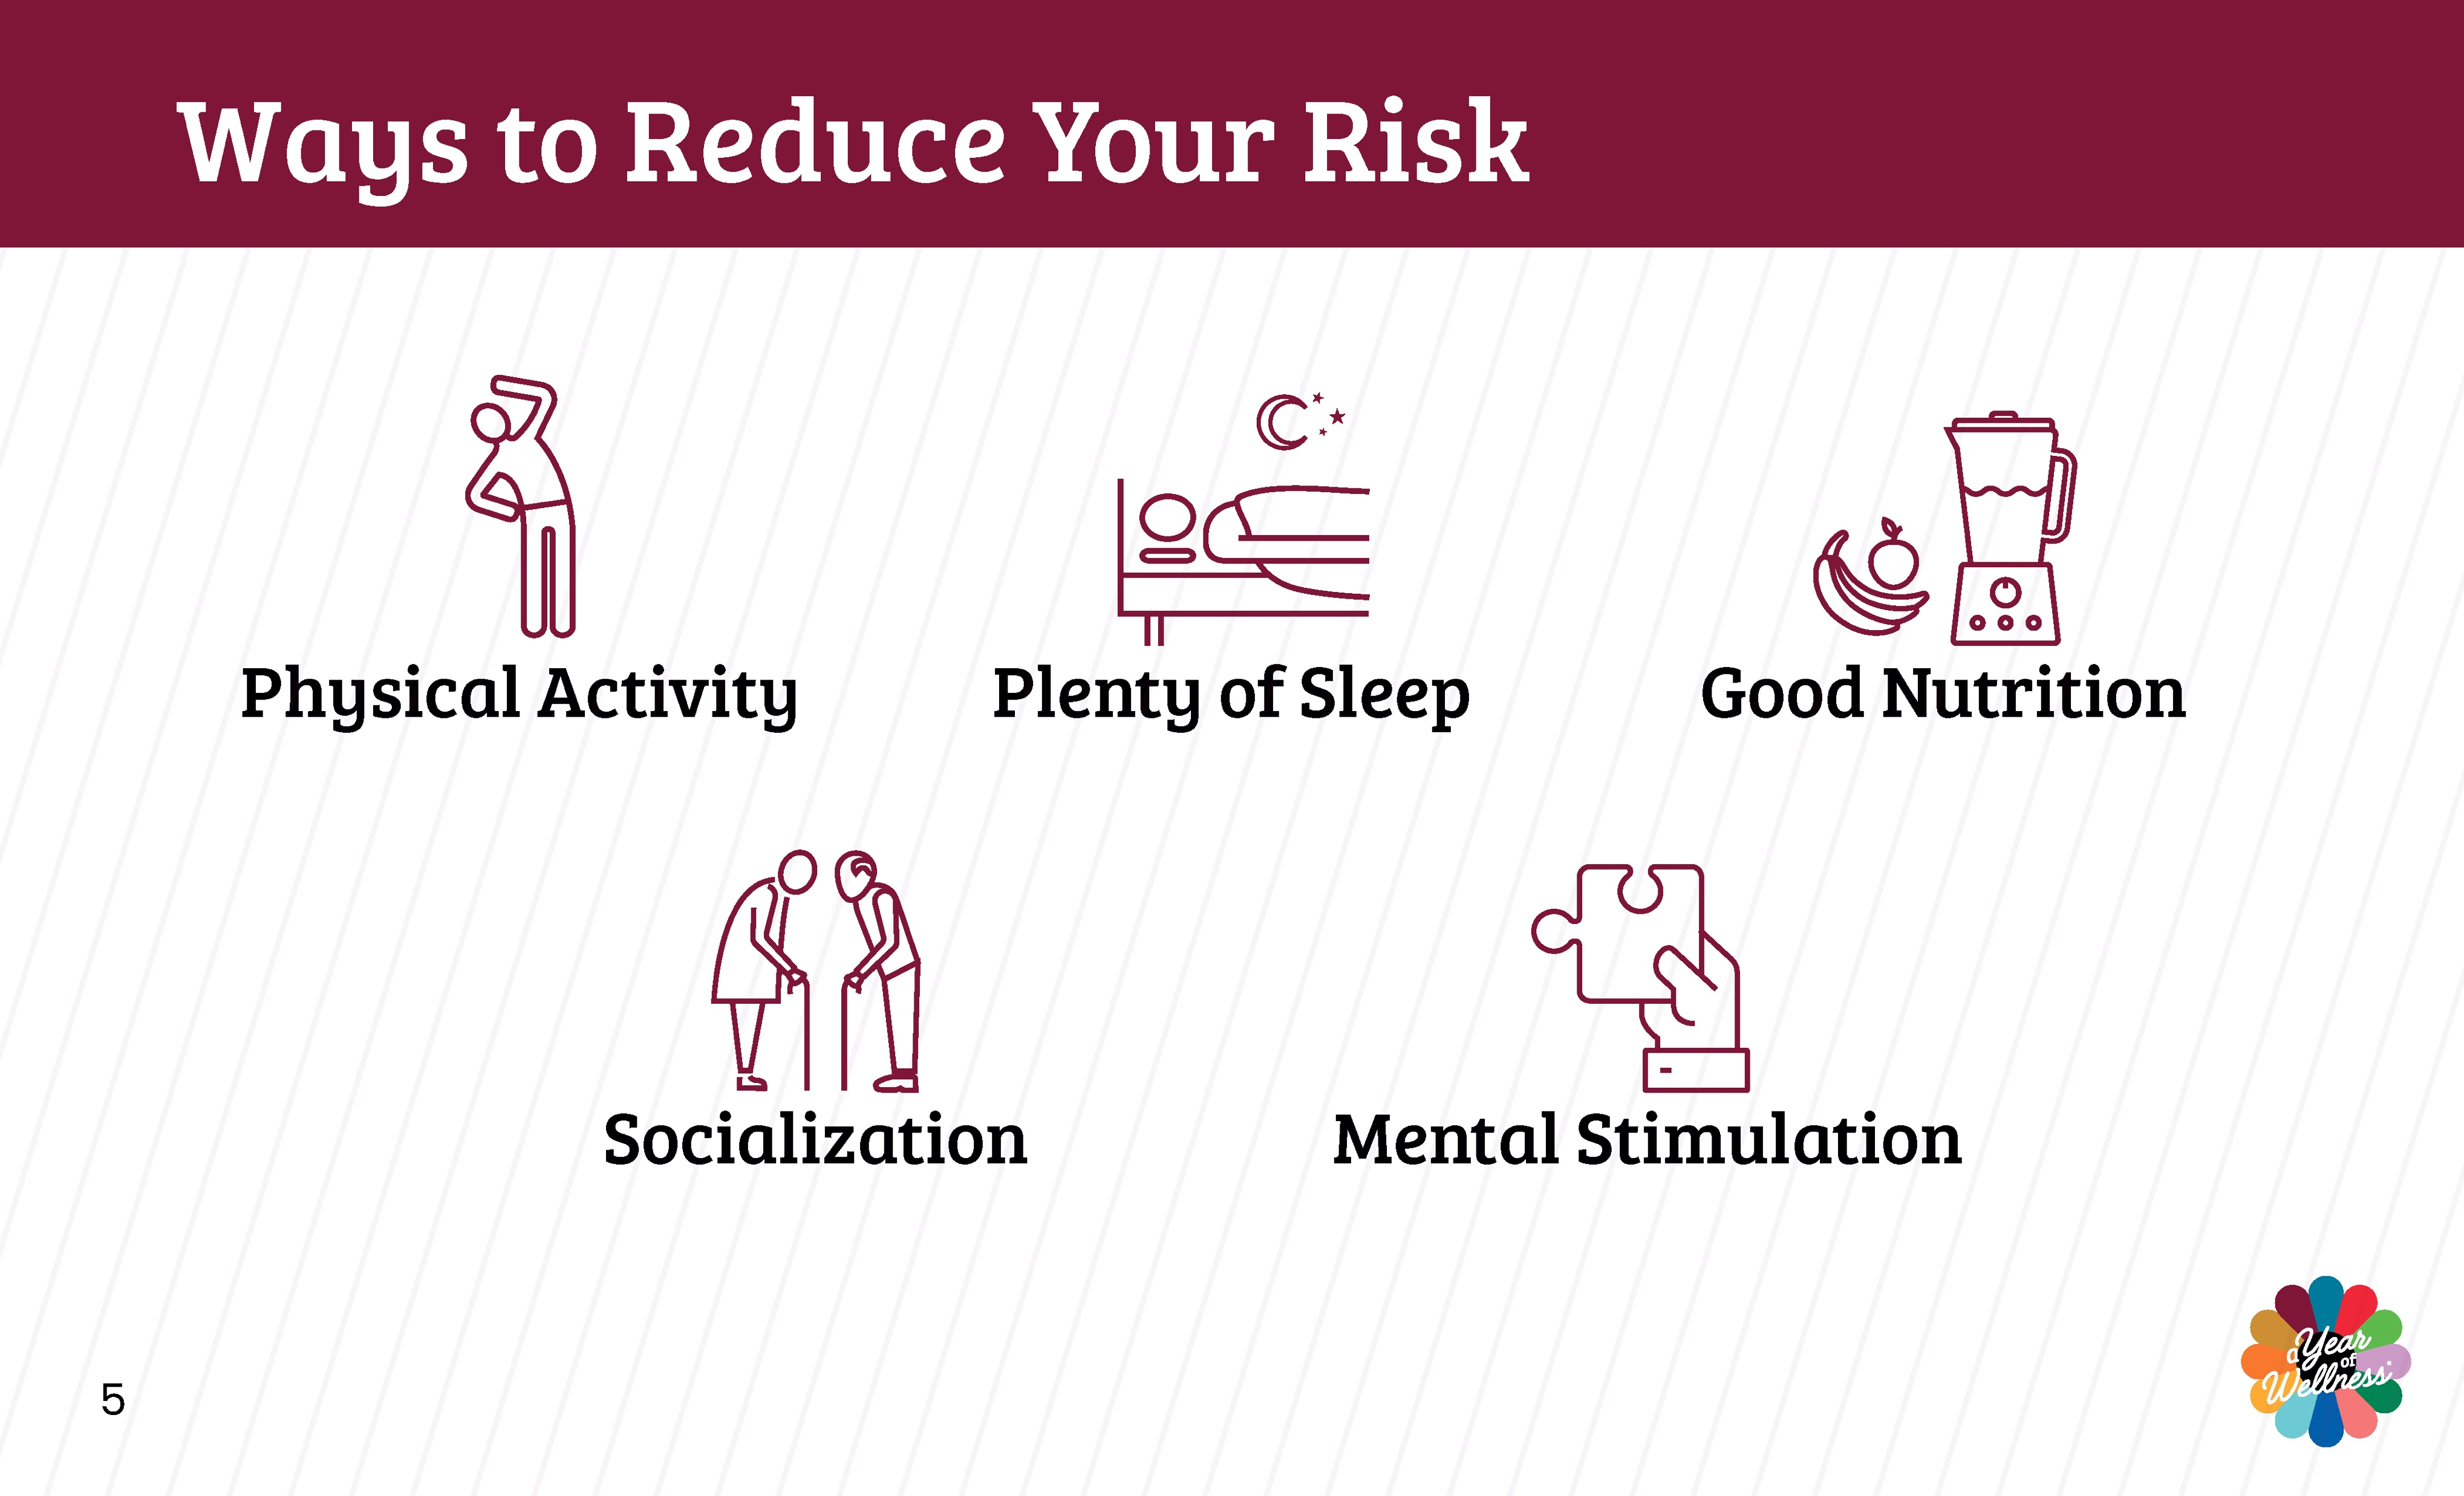 Ways to Reduce Your Risk
Physical Activity
Plenty of Sleep
Good Nutrition
Socialization
Mental Stimulation
5
a Year
of
Wellness